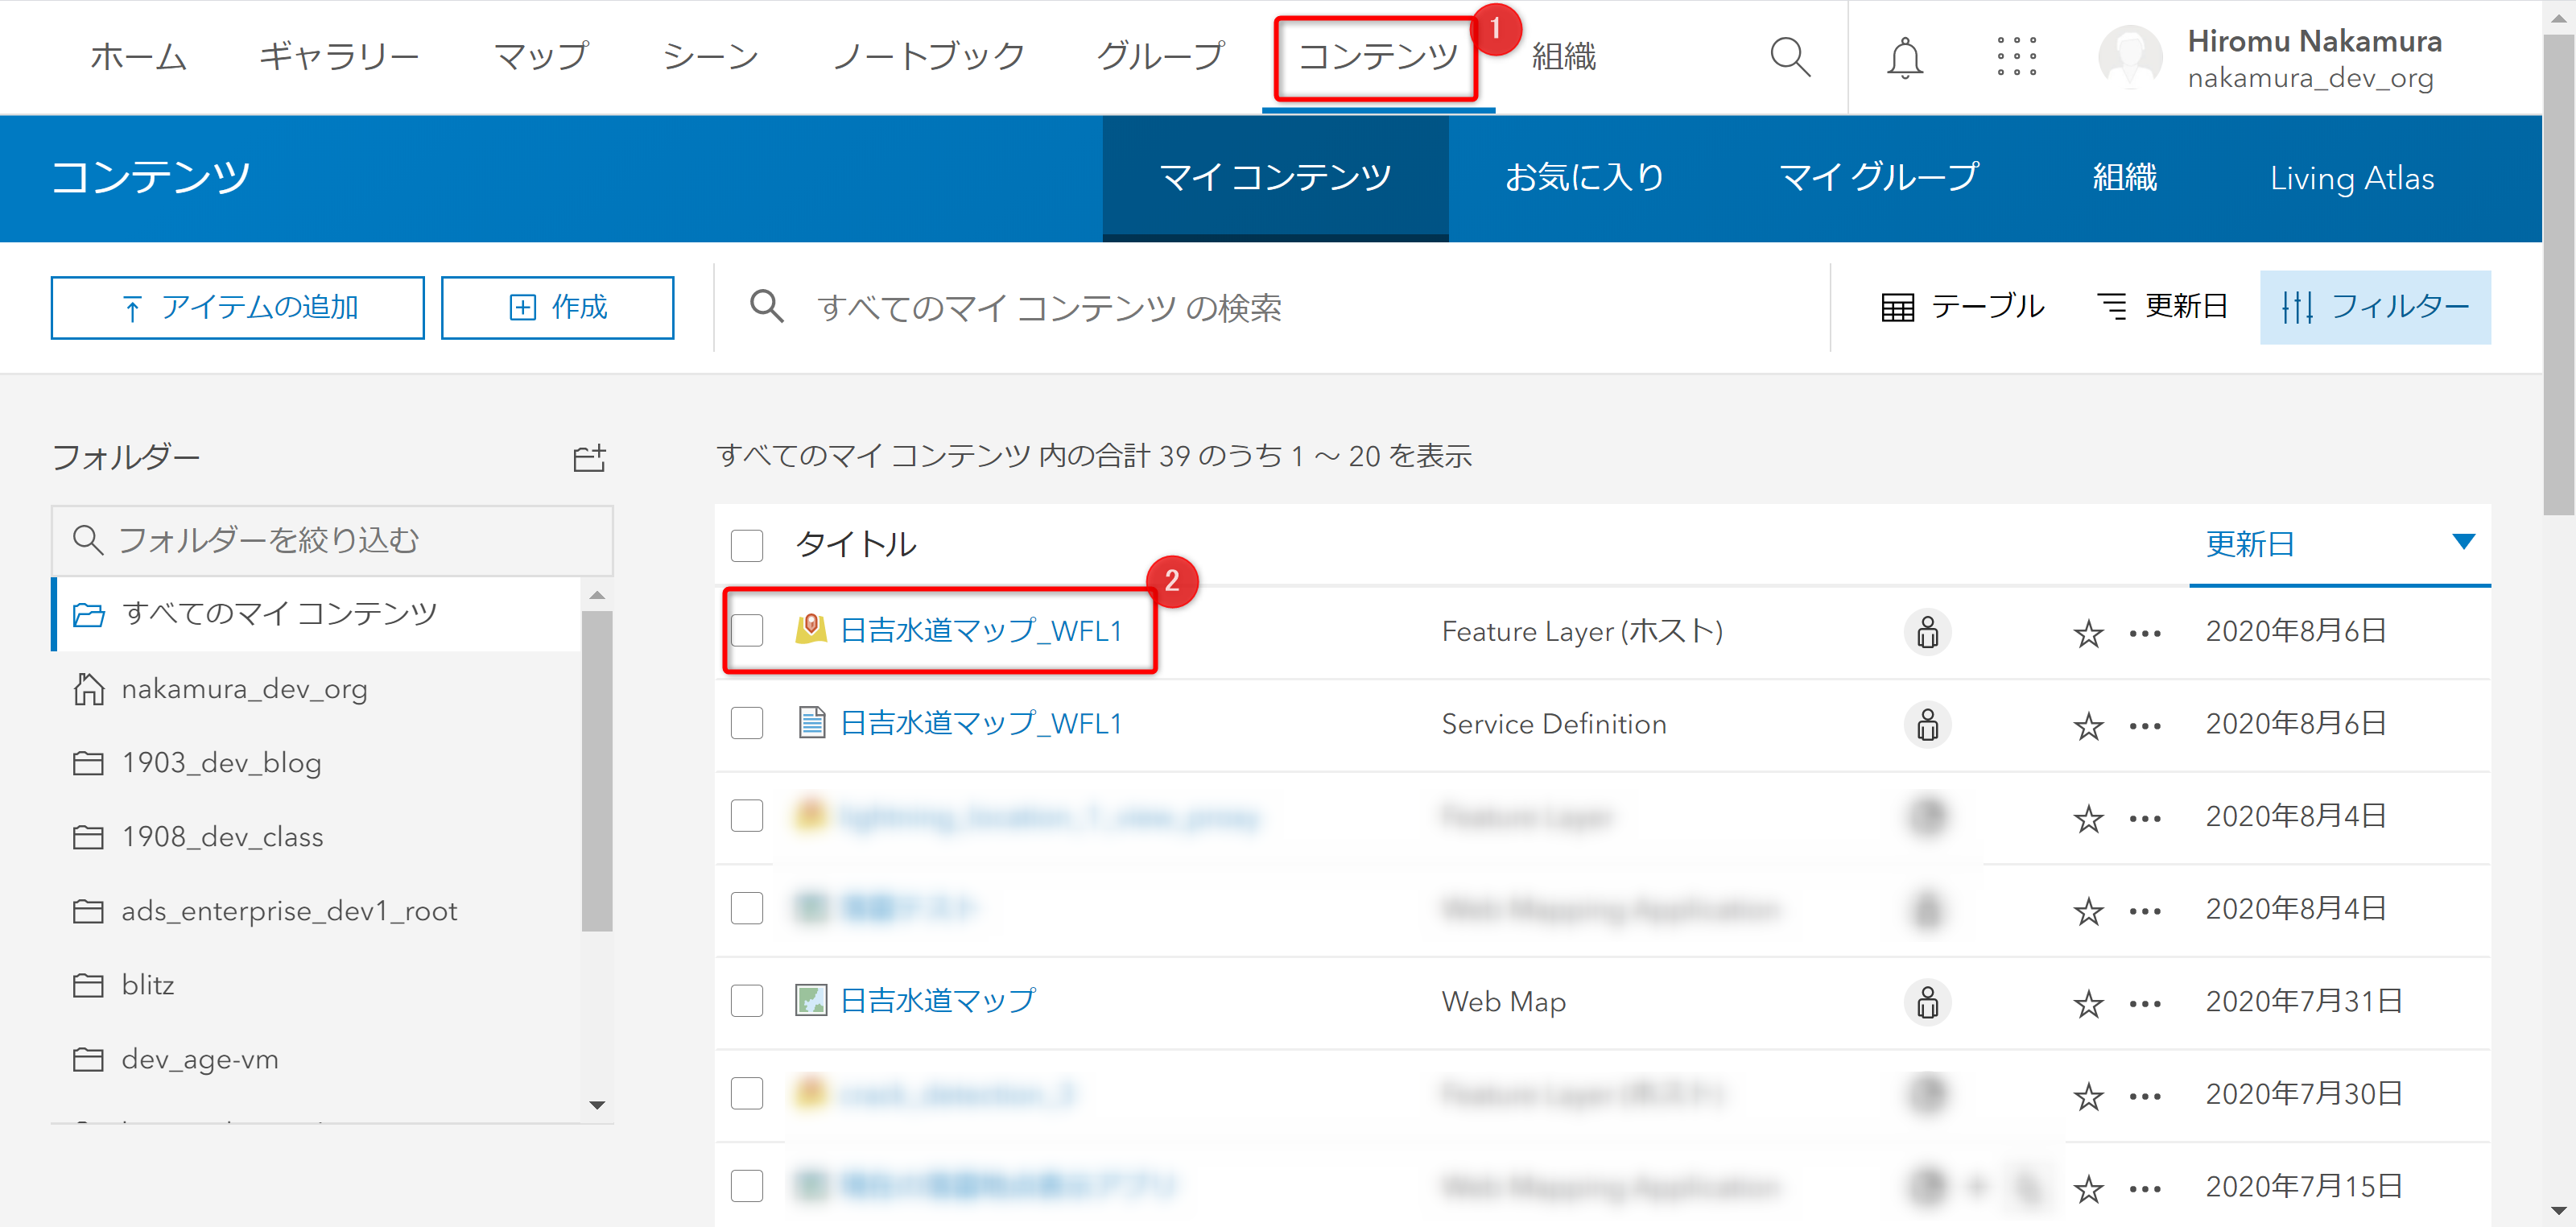 ホーム ギャラリー マップ シーン ノートブック グループ コンテンツ 1 組織 Hiromu Nakamura
nakamura_dev_org
コンテンツ マイ コンテンツ お気に入り マイ グループ 組織 Living Atlas
アイテムの追加 作成 すべてのマイ コンテンツ の検索 テーブル 更新日 フィルター
フォルダー
フォルダーを絞り込む
すべてのマイ コンテンツ
nakamura_dev_org
1903_dev_blog
1908_dev_class
ads_enterprise_dev1_root
blitz
dev_age-vm
すべてのマイ コンテンツ 内の合計 39 のうち 1 ～ 20 を表示
タイトル 更新日
2
日吉水道マップ_WFL1 Feature Layer (ホスト) 2020年8月6日
日吉水道マップ_WFL1 Service Definition 2020年8月6日
2020年8月4日
2020年8月4日
日吉水道マップ Web Map 2020年7月31日
2020年7月30日
2020年7月15日